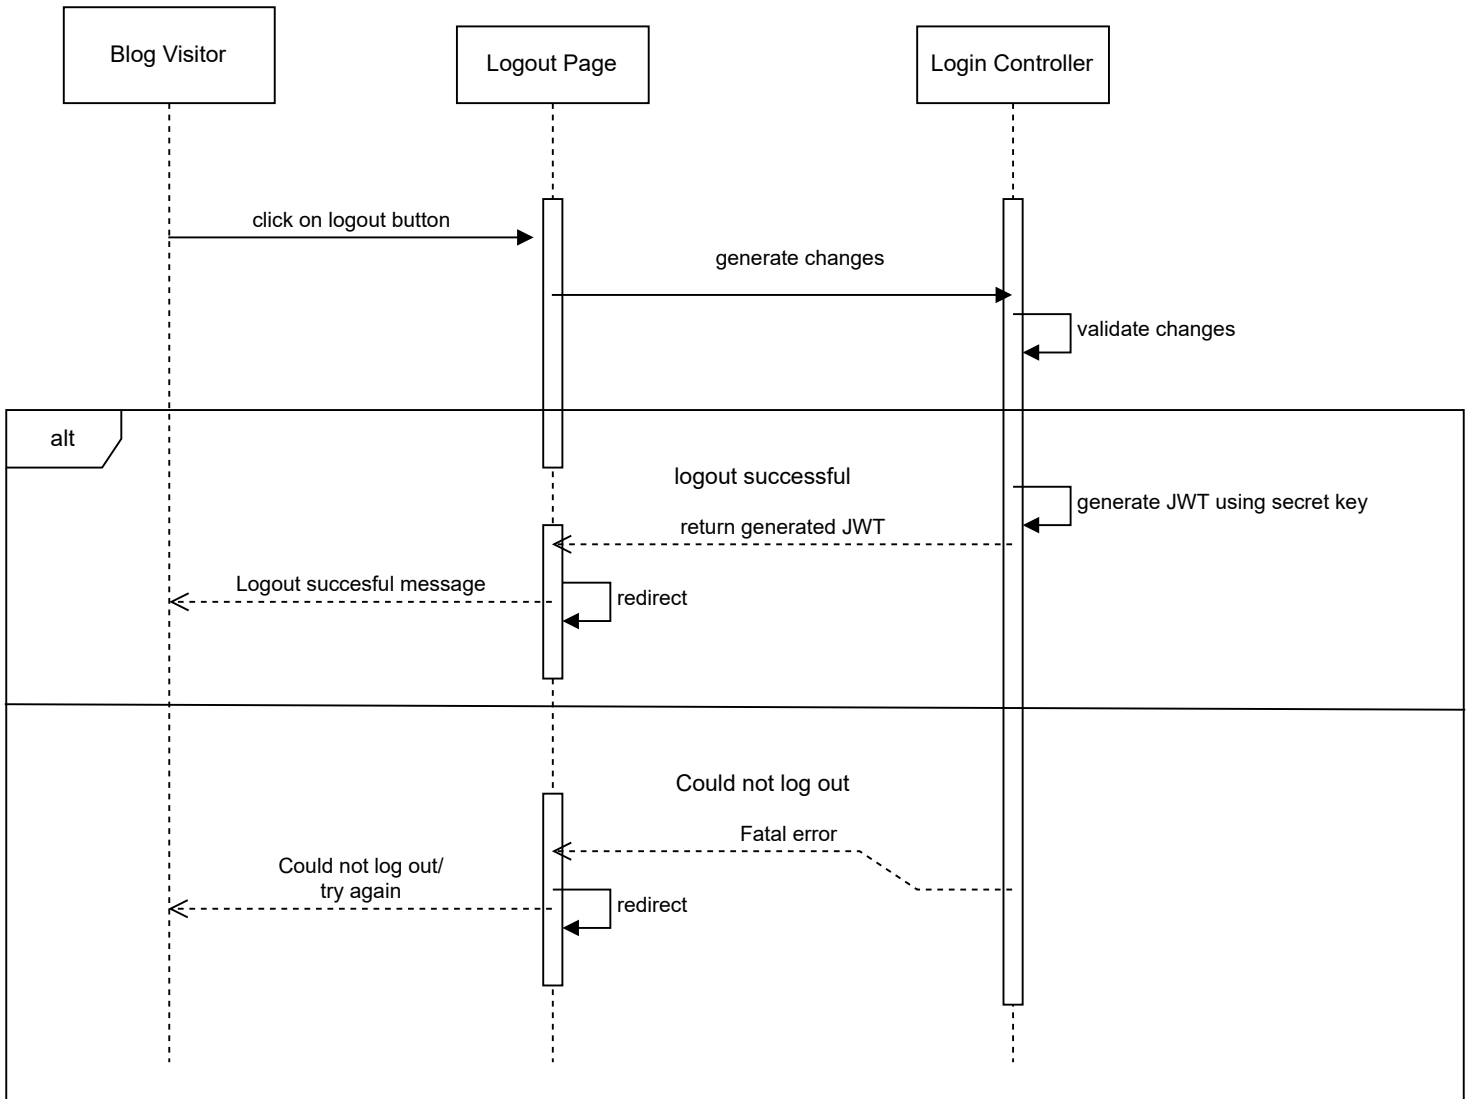 Blog Visitor
Logout Page
Login Controller
click on logout button
generate changes
validate changes
alt
logout successful
generate JWT using secret key
return generated JWT
Logout succesful message
redirect
Could not log out
Fatal error
Could not log out/
try again
redirect